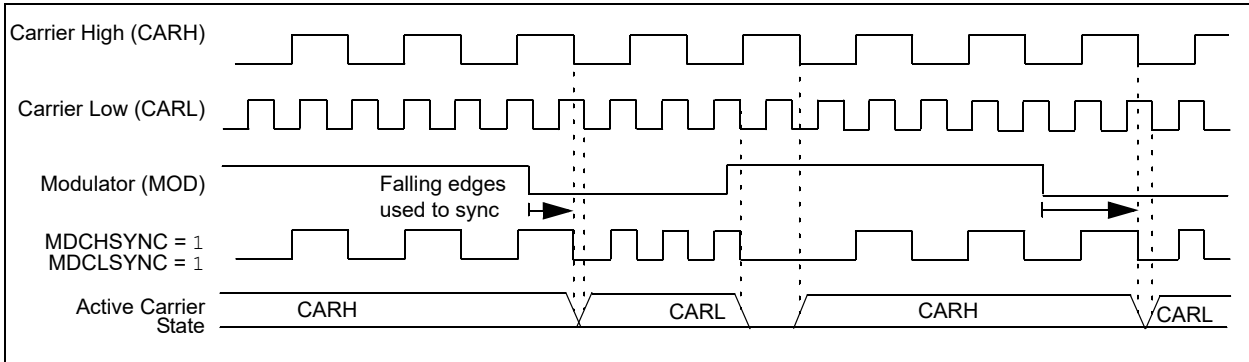 Carrier High (CARH)
Carrier Low (CARL)
Modulator (MOD)
Falling edges
used to sync
MDCHSYNC = 1
MDCLSYNC = 1
Active Carrier
State
CARH
CARL
CARH
CARL